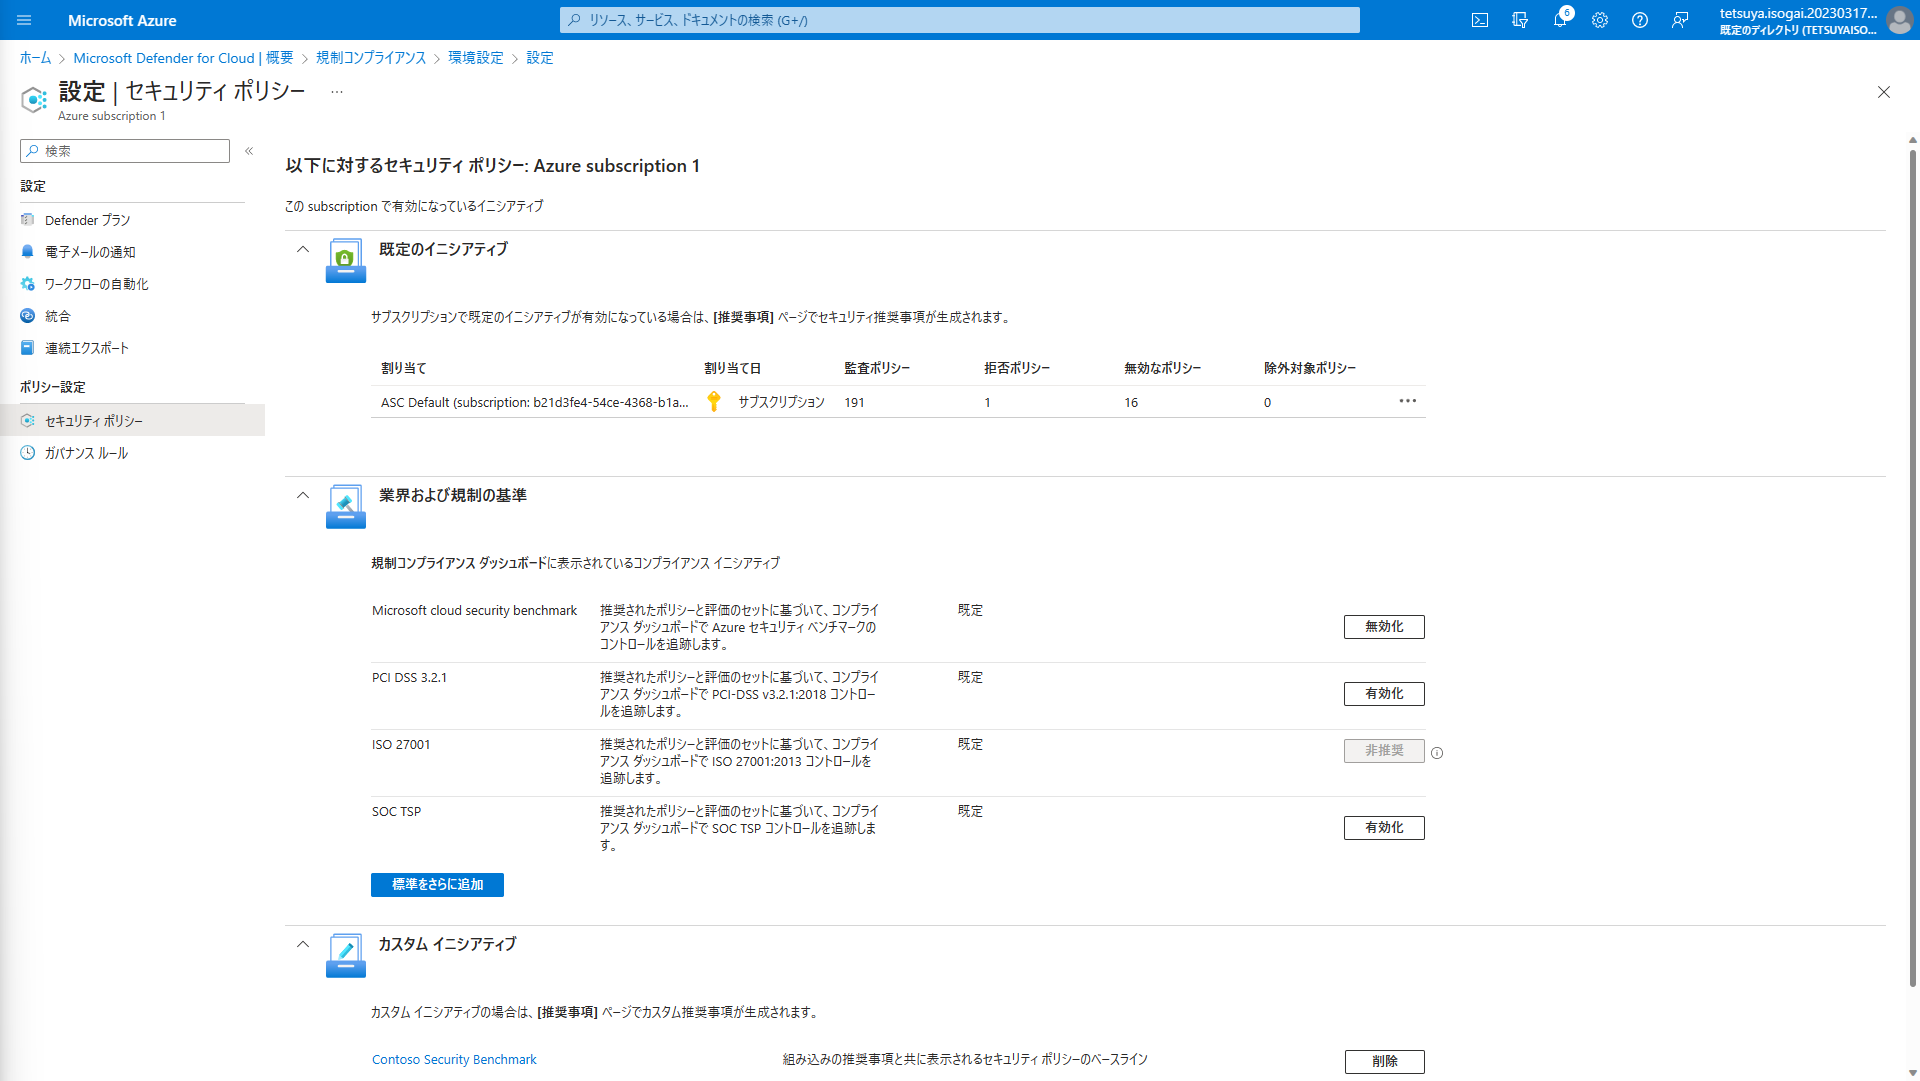 Microsoft Azure
リソース、サービス、ドキュメントの検索 (G+/)
6
tetsuya.isogai.20230317...
既定のディレクトリ (TETSUYAISO...
ホーム > Microsoft Defender for Cloud | 概要 > 規制コンプライアンス > 環境設定 > 設定
設定 | セキュリティ ポリシー ...
Azure subscription 1
検索
設定
Defender プラン
電子メールの通知
ワークフローの自動化
統合
連続エクスポート
ポリシー設定
セキュリティ ポリシー
ガバナンス ルール
以下に対するセキュリティ ポリシー: Azure subscription 1
この subscription で有効になっているイニシアティブ
既定のイニシアティブ
サブスクリプションで既定のイニシアティブが有効になっている場合は、[推奨事項] ページでセキュリティ推奨事項が生成されます。
割り当て 割り当て日 監査ポリシー 拒否ポリシー 無効なポリシー 除外対象ポリシー
ASC Default (subscription: b21d3fe4-54ce-4368-b1a... サブスクリプション 191 1 16 0
業界および規制の基準
規制コンプライアンス ダッシュボードに表示されているコンプライアンス イニシアティブ
Microsoft cloud security benchmark
推奨されたポリシーと評価のセットに基づいて、コンプライ
アンス ダッシュボードで Azure セキュリティ ベンチマークの
コントロールを追跡します。
既定
無効化
PCI DSS 3.2.1
推奨されたポリシーと評価のセットに基づいて、コンプライ
アンス ダッシュボードで PCI-DSS v3.2.1:2018 コントロー
ルを追跡します。
既定
有効化
ISO 27001
推奨されたポリシーと評価のセットに基づいて、コンプライ
アンス ダッシュボードで ISO 27001:2013 コントロールを
追跡します。
既定
非推奨
SOC TSP
推奨されたポリシーと評価のセットに基づいて、コンプライ
アンス ダッシュボードで SOC TSP コントロールを追跡しま
す。
既定
有効化
標準をさらに追加
カスタム イニシアティブ
カスタム イニシアティブの場合は、[推奨事項] ページでカスタム推奨事項が生成されます。
Contoso Security Benchmark 組み込みの推奨事項と共に表示されるセキュリティ ポリシーのベースライン 削除